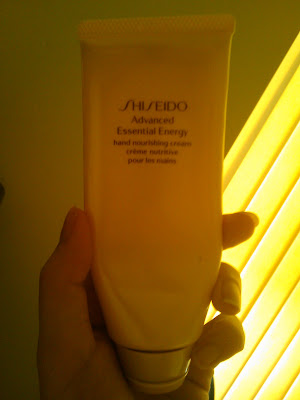 SHISEIDO
Advanced
Essential Energy
hand nourishing cream
crème nutritive
pour les mains